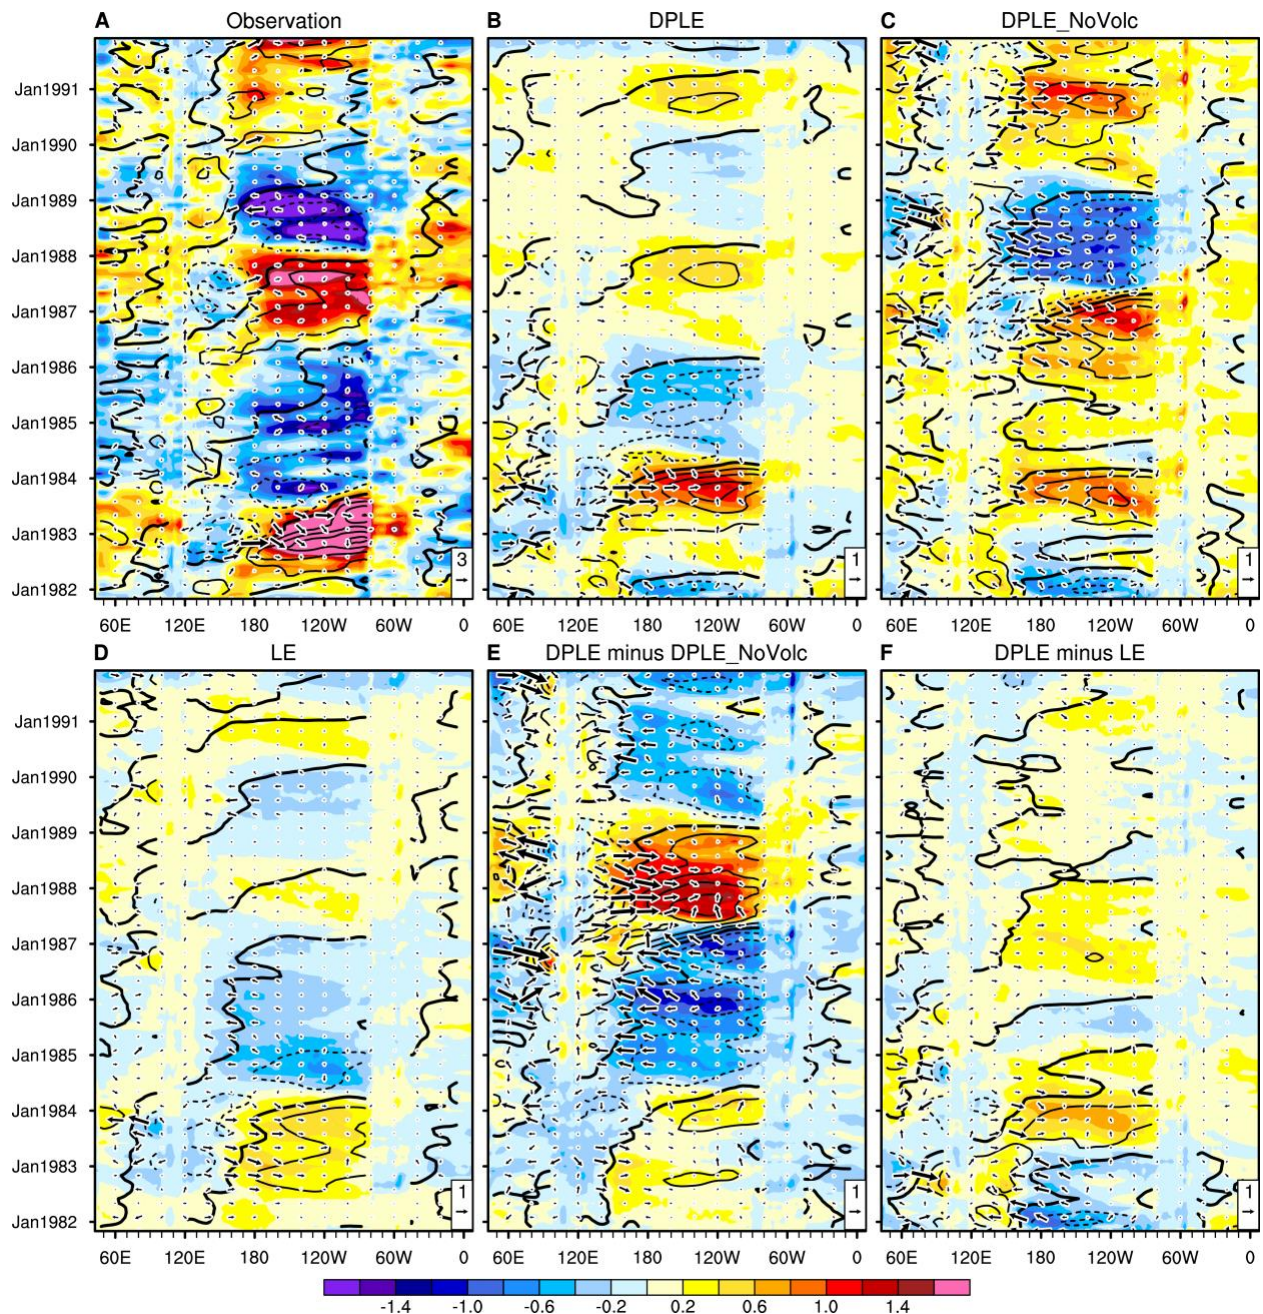 A Observation
B DPLE
C DPLE_NoVolc
Jan1991
Jan1990
Jan1989
Jan1988
Jan1987
Jan1986
Jan1985
Jan1984
Jan1983
Jan1982
3
1
1
60E 120E 180 120W 60W 0
60E 120E 180 120W 60W 0
60E 120E 180 120W 60W 0
D LE
E DPLE minus DPLE_NoVolc
F DPLE minus LE
Jan1991
Jan1990
Jan1989
Jan1988
Jan1987
Jan1986
Jan1985
Jan1984
Jan1983
Jan1982
1
1
1
60E 120E 180 120W 60W 0
60E 120E 180 120W 60W 0
60E 120E 180 120W 60W 0
-1.4 -1.0 -0.6 -0.2 0.2 0.6 1.0 1.4